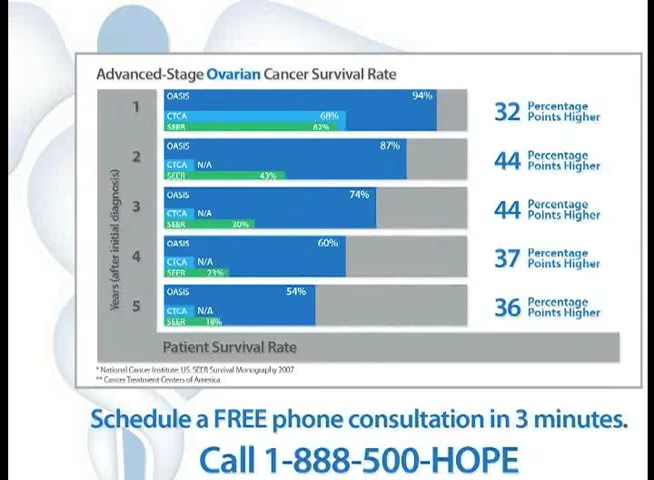 Advanced-Stage Ovarian Cancer Survival Rate
Years (after initial diagnosis)
1
OASIS 94%
CTCA 68%
SEER 62%
32 Percentage
Points Higher
2
OASIS 87%
CTCA N/A
SEER 43%
44 Percentage
Points Higher
3
OASIS 74%
CTCA N/A
SEER 30%
44 Percentage
Points Higher
4
OASIS 60%
CTCA N/A
SEER 23%
37 Percentage
Points Higher
5
OASIS 54%
CTCA N/A
SEER 18%
36 Percentage
Points Higher
Patient Survival Rate
* National Cancer Institute. US. SEER Survival Monography 2007
** Cancer Treatment Centers of America
Schedule a FREE phone consultation in 3 minutes.
Call 1-888-500-HOPE